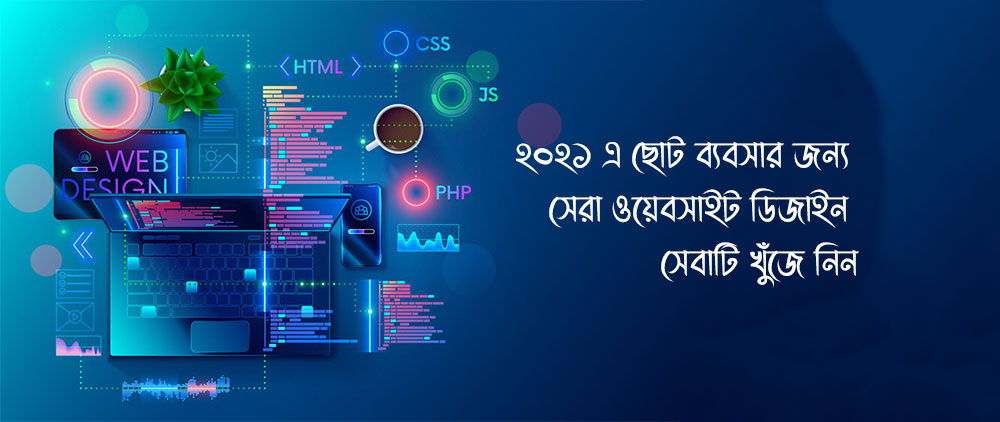 CSS
HTML
JS
WEB
DESIGN
PHP
২০২১ এ ছোট ব্যবসার জন্য
সেরা ওয়েবসাইট ডিজাইন
সেবাটি খুঁজে নিন